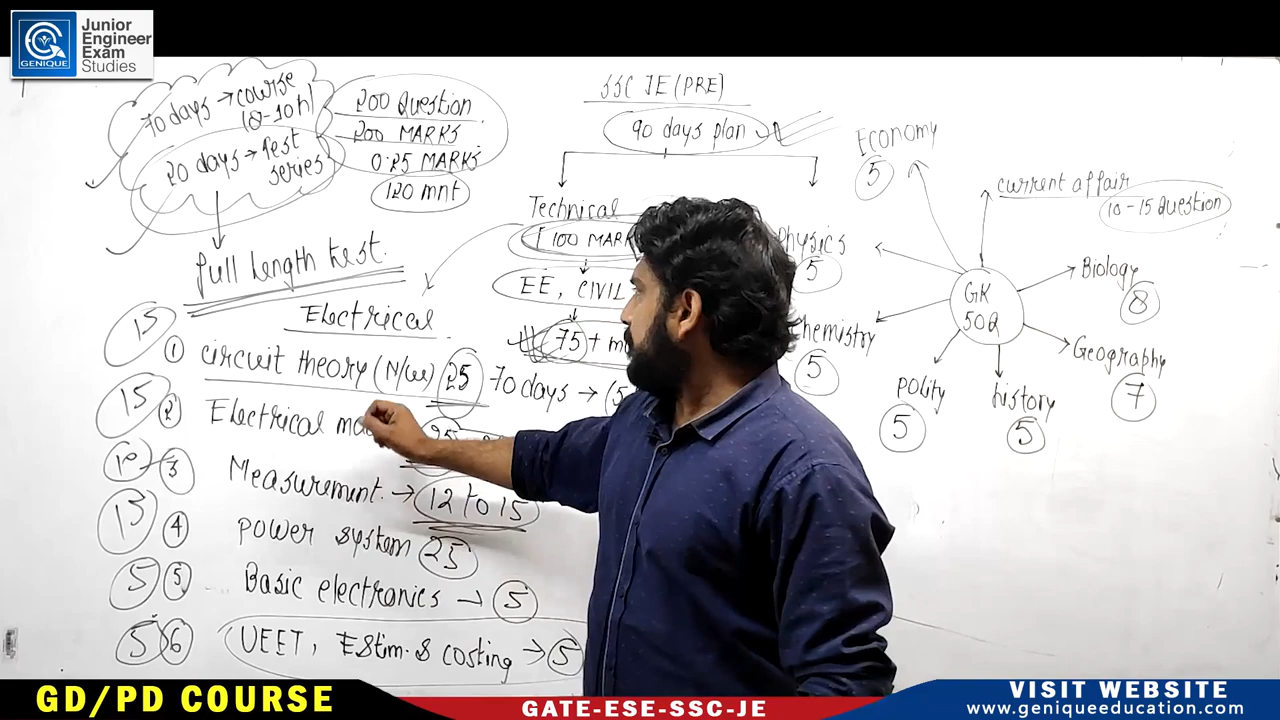 Junior
Engineer
Exam
Studies
GENIQUE
70 days → course
(8-10h)
20 days → Test
series
200 Question
200 MARKS
0.25 MARKS
120 mnt
full length test.
SSC JE (PRE)
90 days plan
Technical
100 MARK
EE, CIVIL
75+ m
70 days → (5
Electrical
15 1 circuit theory (N/w) 25
15 2 Electrical 25
10 3 Measurement → 12 to 15
15 4 power system 25
5 5 Basic electronics → 5
5 6 UEET, EStim. & costing → 5
Economy
5
current affair
10-15 Question
physics
5
Biology
8
GK
50Q
chemistry
5
Geography
7
polity
5
history
5
GD/PD COURSE
GATE-ESE-SSC-JE
VISIT WEBSITE
www.geniqueeducation.com